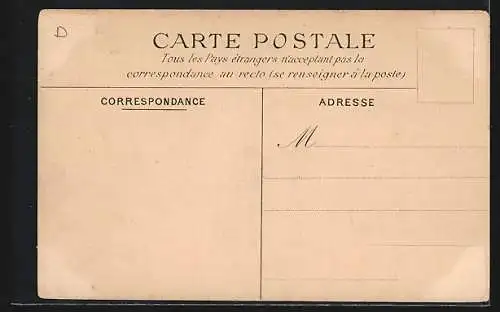 D
CARTE POSTALE
Tous les Pays étrangers n'acceptant pas la
correspondance au recto (se renseigner à la poste)
CORRESPONDANCE
ADRESSE
M